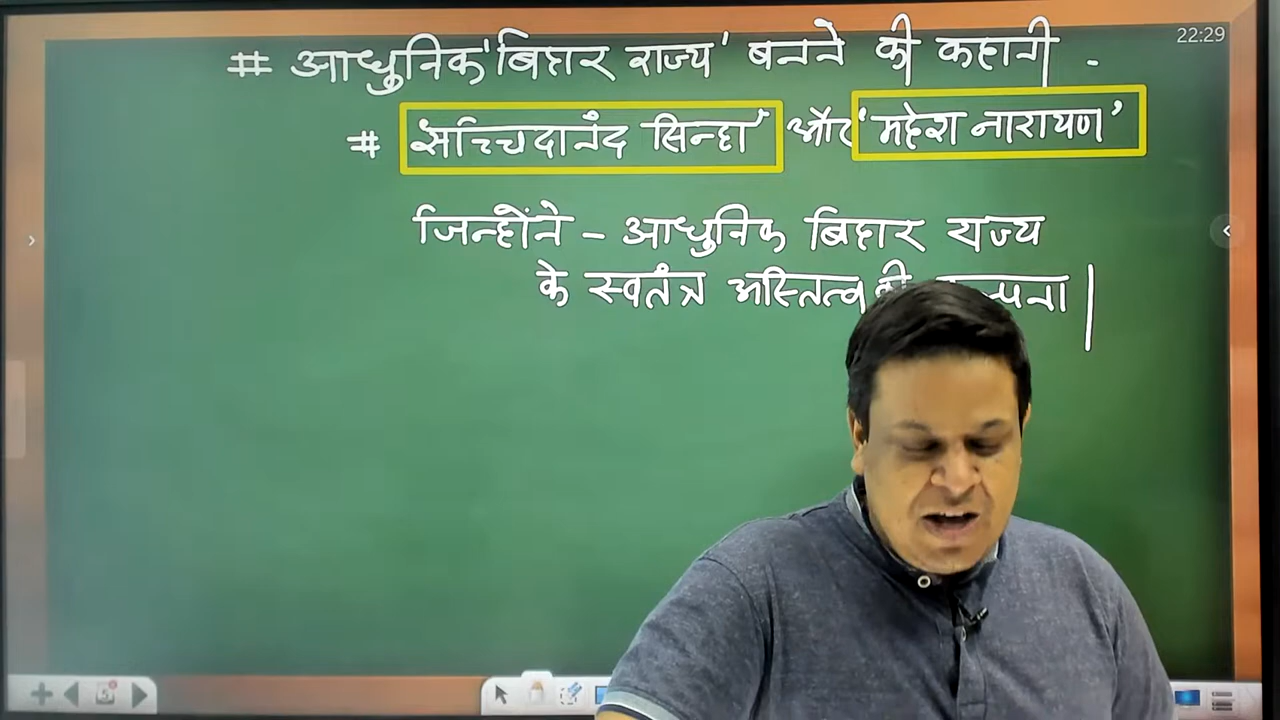 22:29
# आधुनिक 'बिहार राज्य' बनने की कहानी -
# 'सच्चिदानंद सिन्हा' और 'महेश नारायण'
जिन्होंने - आधुनिक बिहार राज्य
के स्वतंत्र अस्तित्व की ।